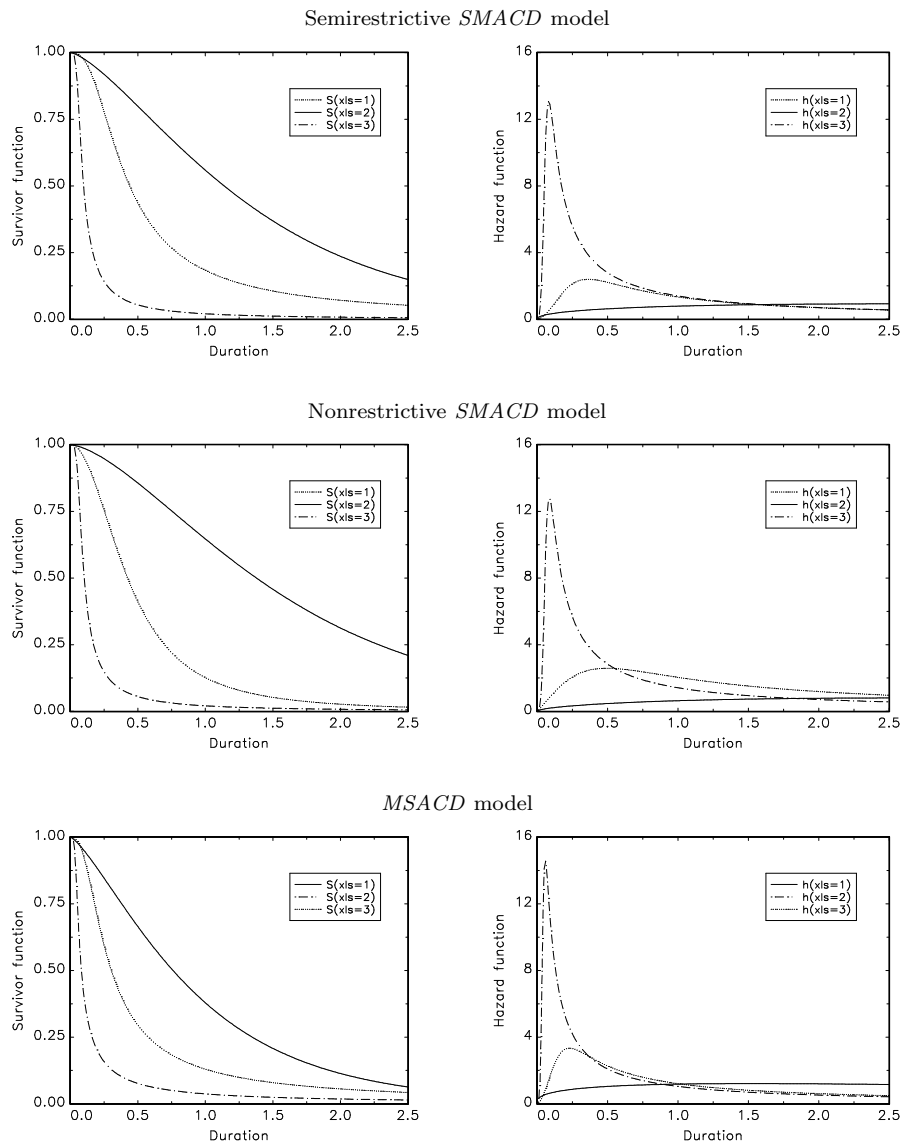 Semirestrictive SMACD model
Survivor function
1.00
0.75
0.50
0.25
0.00
S(x|s=1)
S(x|s=2)
S(x|s=3)
0.0 0.5 1.0 1.5 2.0 2.5
Duration
Hazard function
16
12
8
4
0
h(x|s=1)
h(x|s=2)
h(x|s=3)
0.0 0.5 1.0 1.5 2.0 2.5
Duration
Nonrestrictive SMACD model
Survivor function
1.00
0.75
0.50
0.25
0.00
S(x|s=1)
S(x|s=2)
S(x|s=3)
0.0 0.5 1.0 1.5 2.0 2.5
Duration
Hazard function
16
12
8
4
0
h(x|s=1)
h(x|s=2)
h(x|s=3)
0.0 0.5 1.0 1.5 2.0 2.5
Duration
MSACD model
Survivor function
1.00
0.75
0.50
0.25
0.00
S(x|s=1)
S(x|s=2)
S(x|s=3)
0.0 0.5 1.0 1.5 2.0 2.5
Duration
Hazard function
16
12
8
4
0
h(x|s=1)
h(x|s=2)
h(x|s=3)
0.0 0.5 1.0 1.5 2.0 2.5
Duration